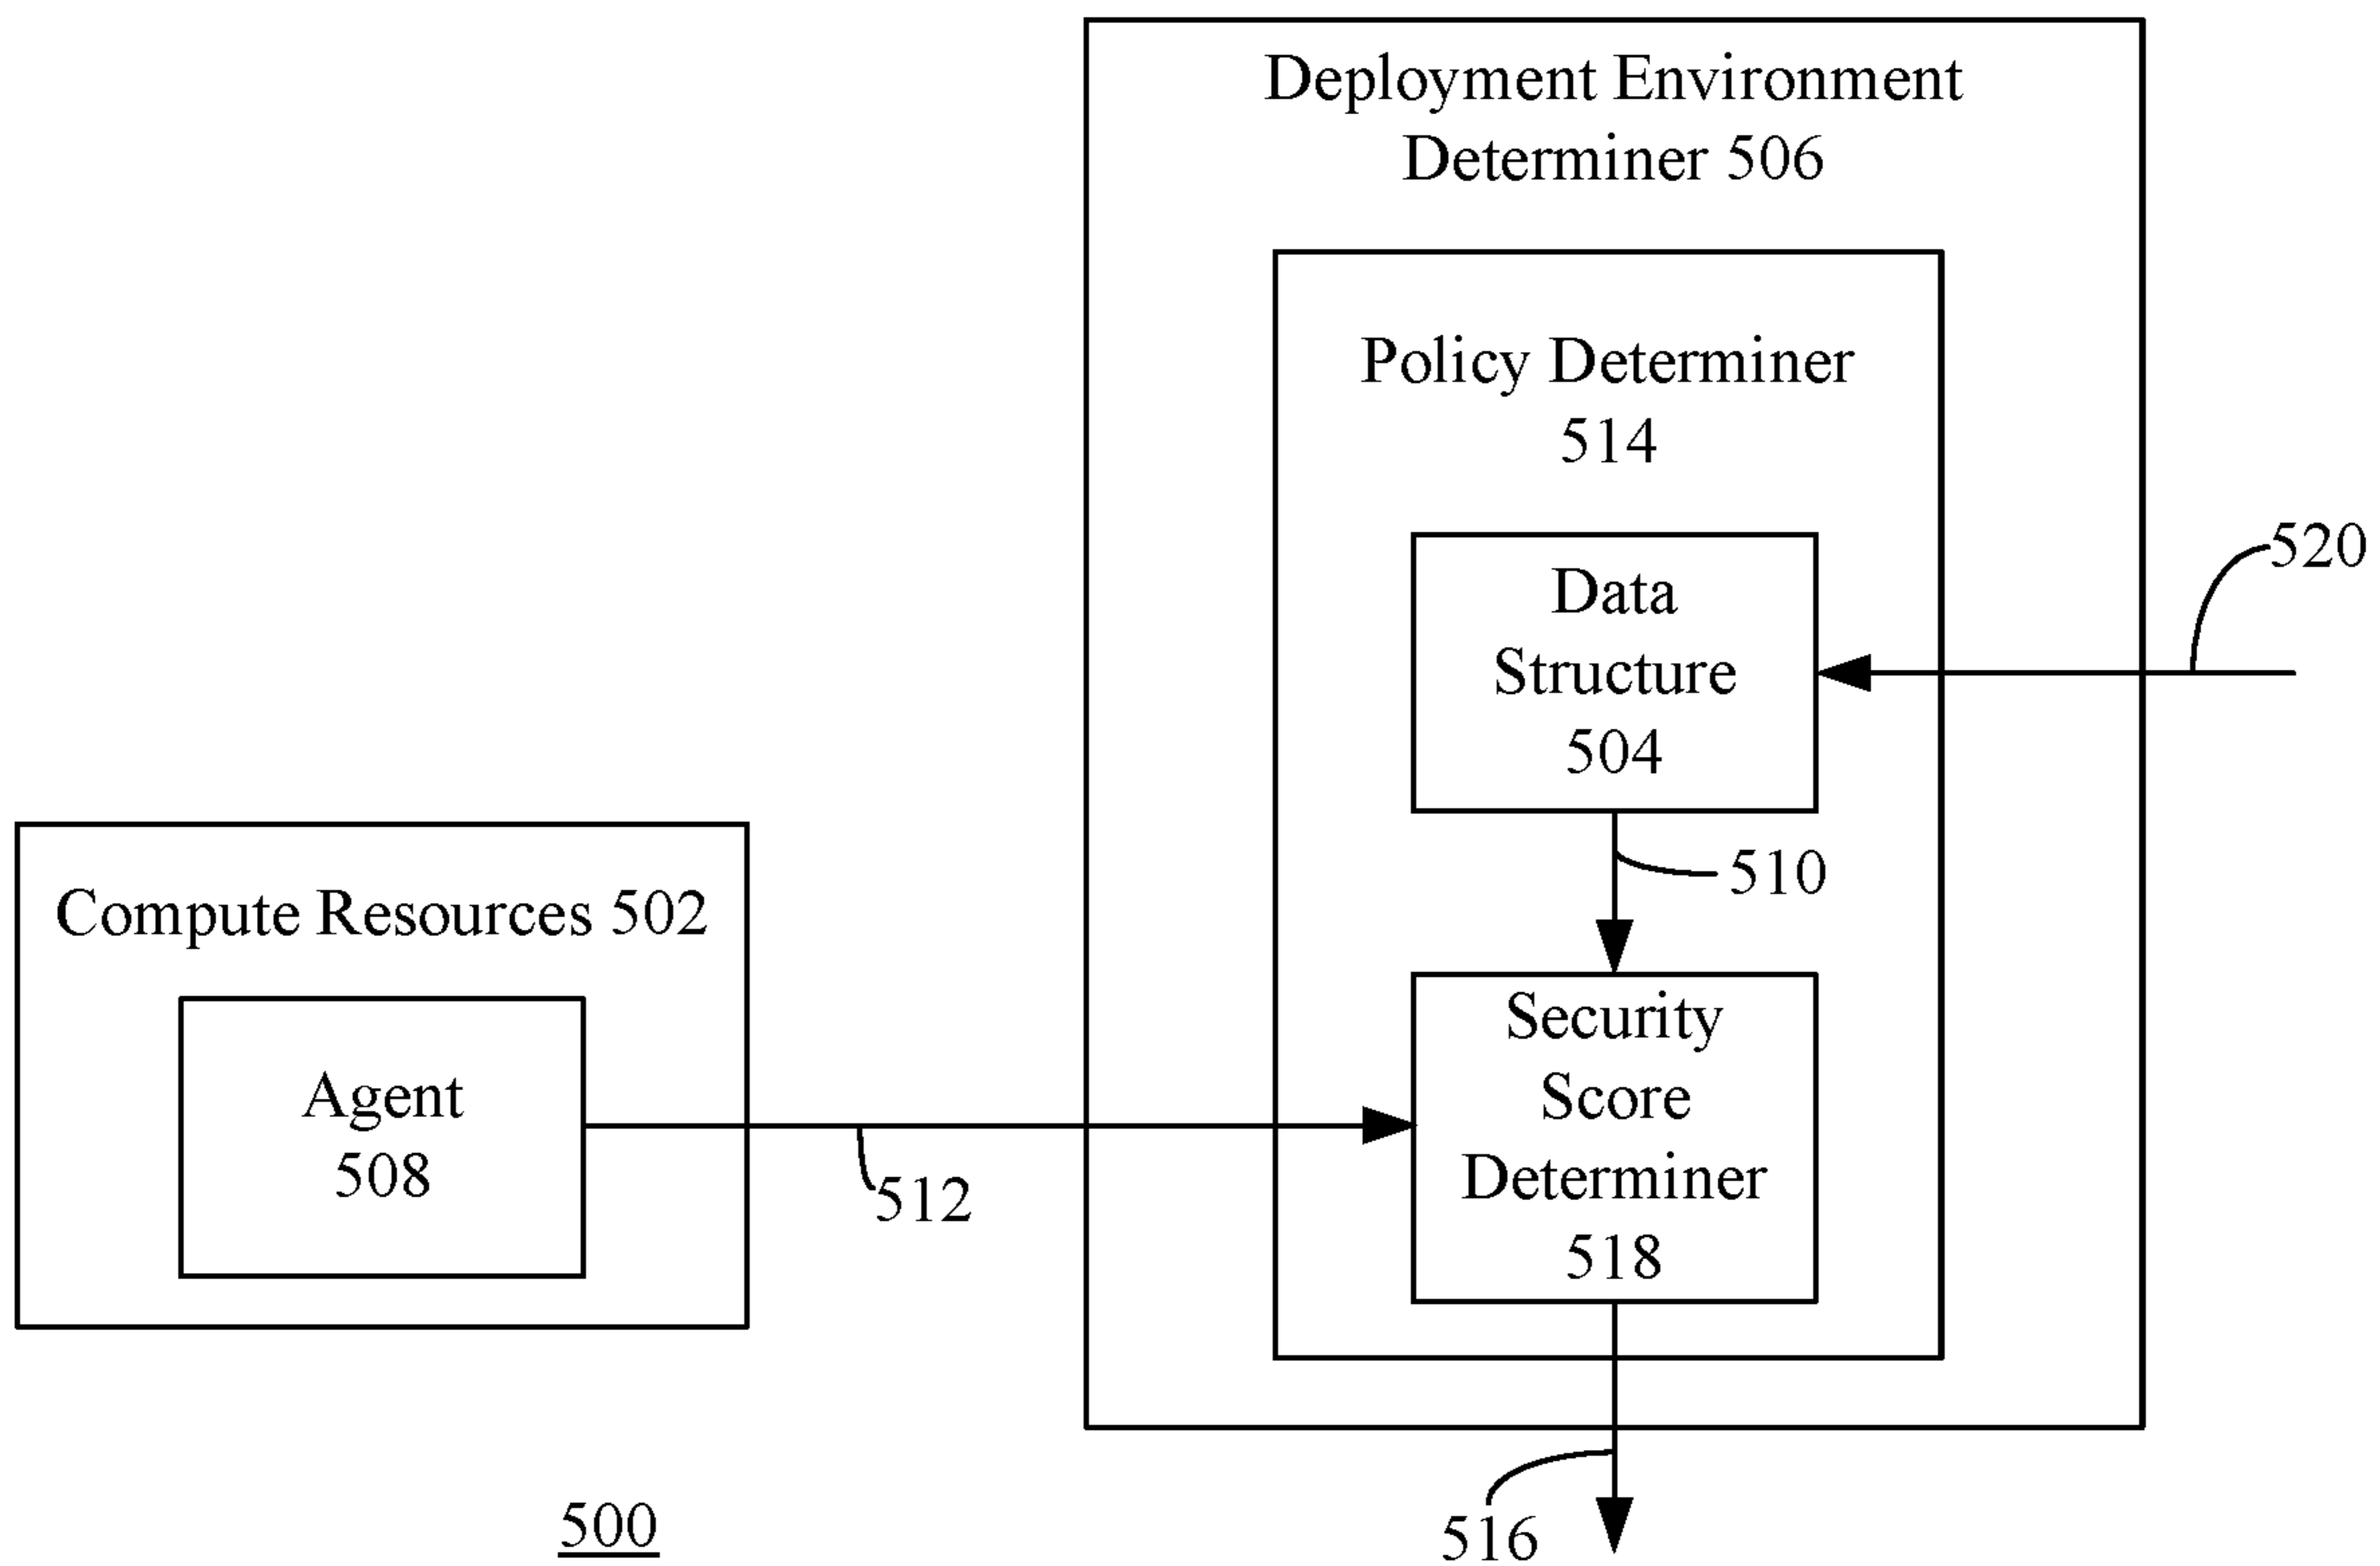 Deployment Environment
Determiner 506
Policy Determiner
514
Data
Structure
504
520
510
Compute Resources 502
Agent
508
512
Security
Score
Determiner
518
516
500